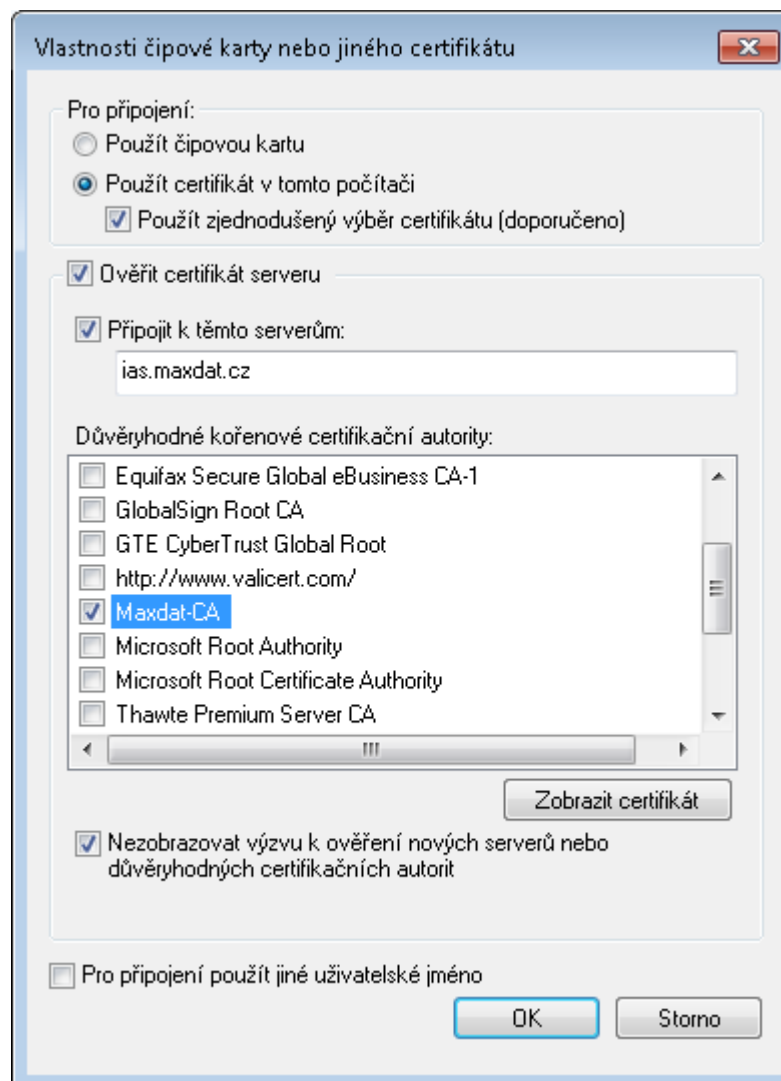 Vlastnosti čipové karty nebo jiného certifikátu
Pro připojení:
Použít čipovou kartu
Použít certifikát v tomto počítači
Použít zjednodušený výběr certifikátu (doporučeno)
Ověřit certifikát serveru
Připojit k těmto serverům:
ias.maxdat.cz
Důvěryhodné kořenové certifikační autority:
Equifax Secure Global eBusiness CA-1
GlobalSign Root CA
GTE CyberTrust Global Root
http://www.valicert.com/
Maxdat-CA
Microsoft Root Authority
Microsoft Root Certificate Authority
Thawte Premium Server CA
Zobrazit certifikát
Nezobrazovat výzvu k ověření nových serverů nebo
důvěryhodných certifikačních autorit
Pro připojení použít jiné uživatelské jméno
OK
Storno